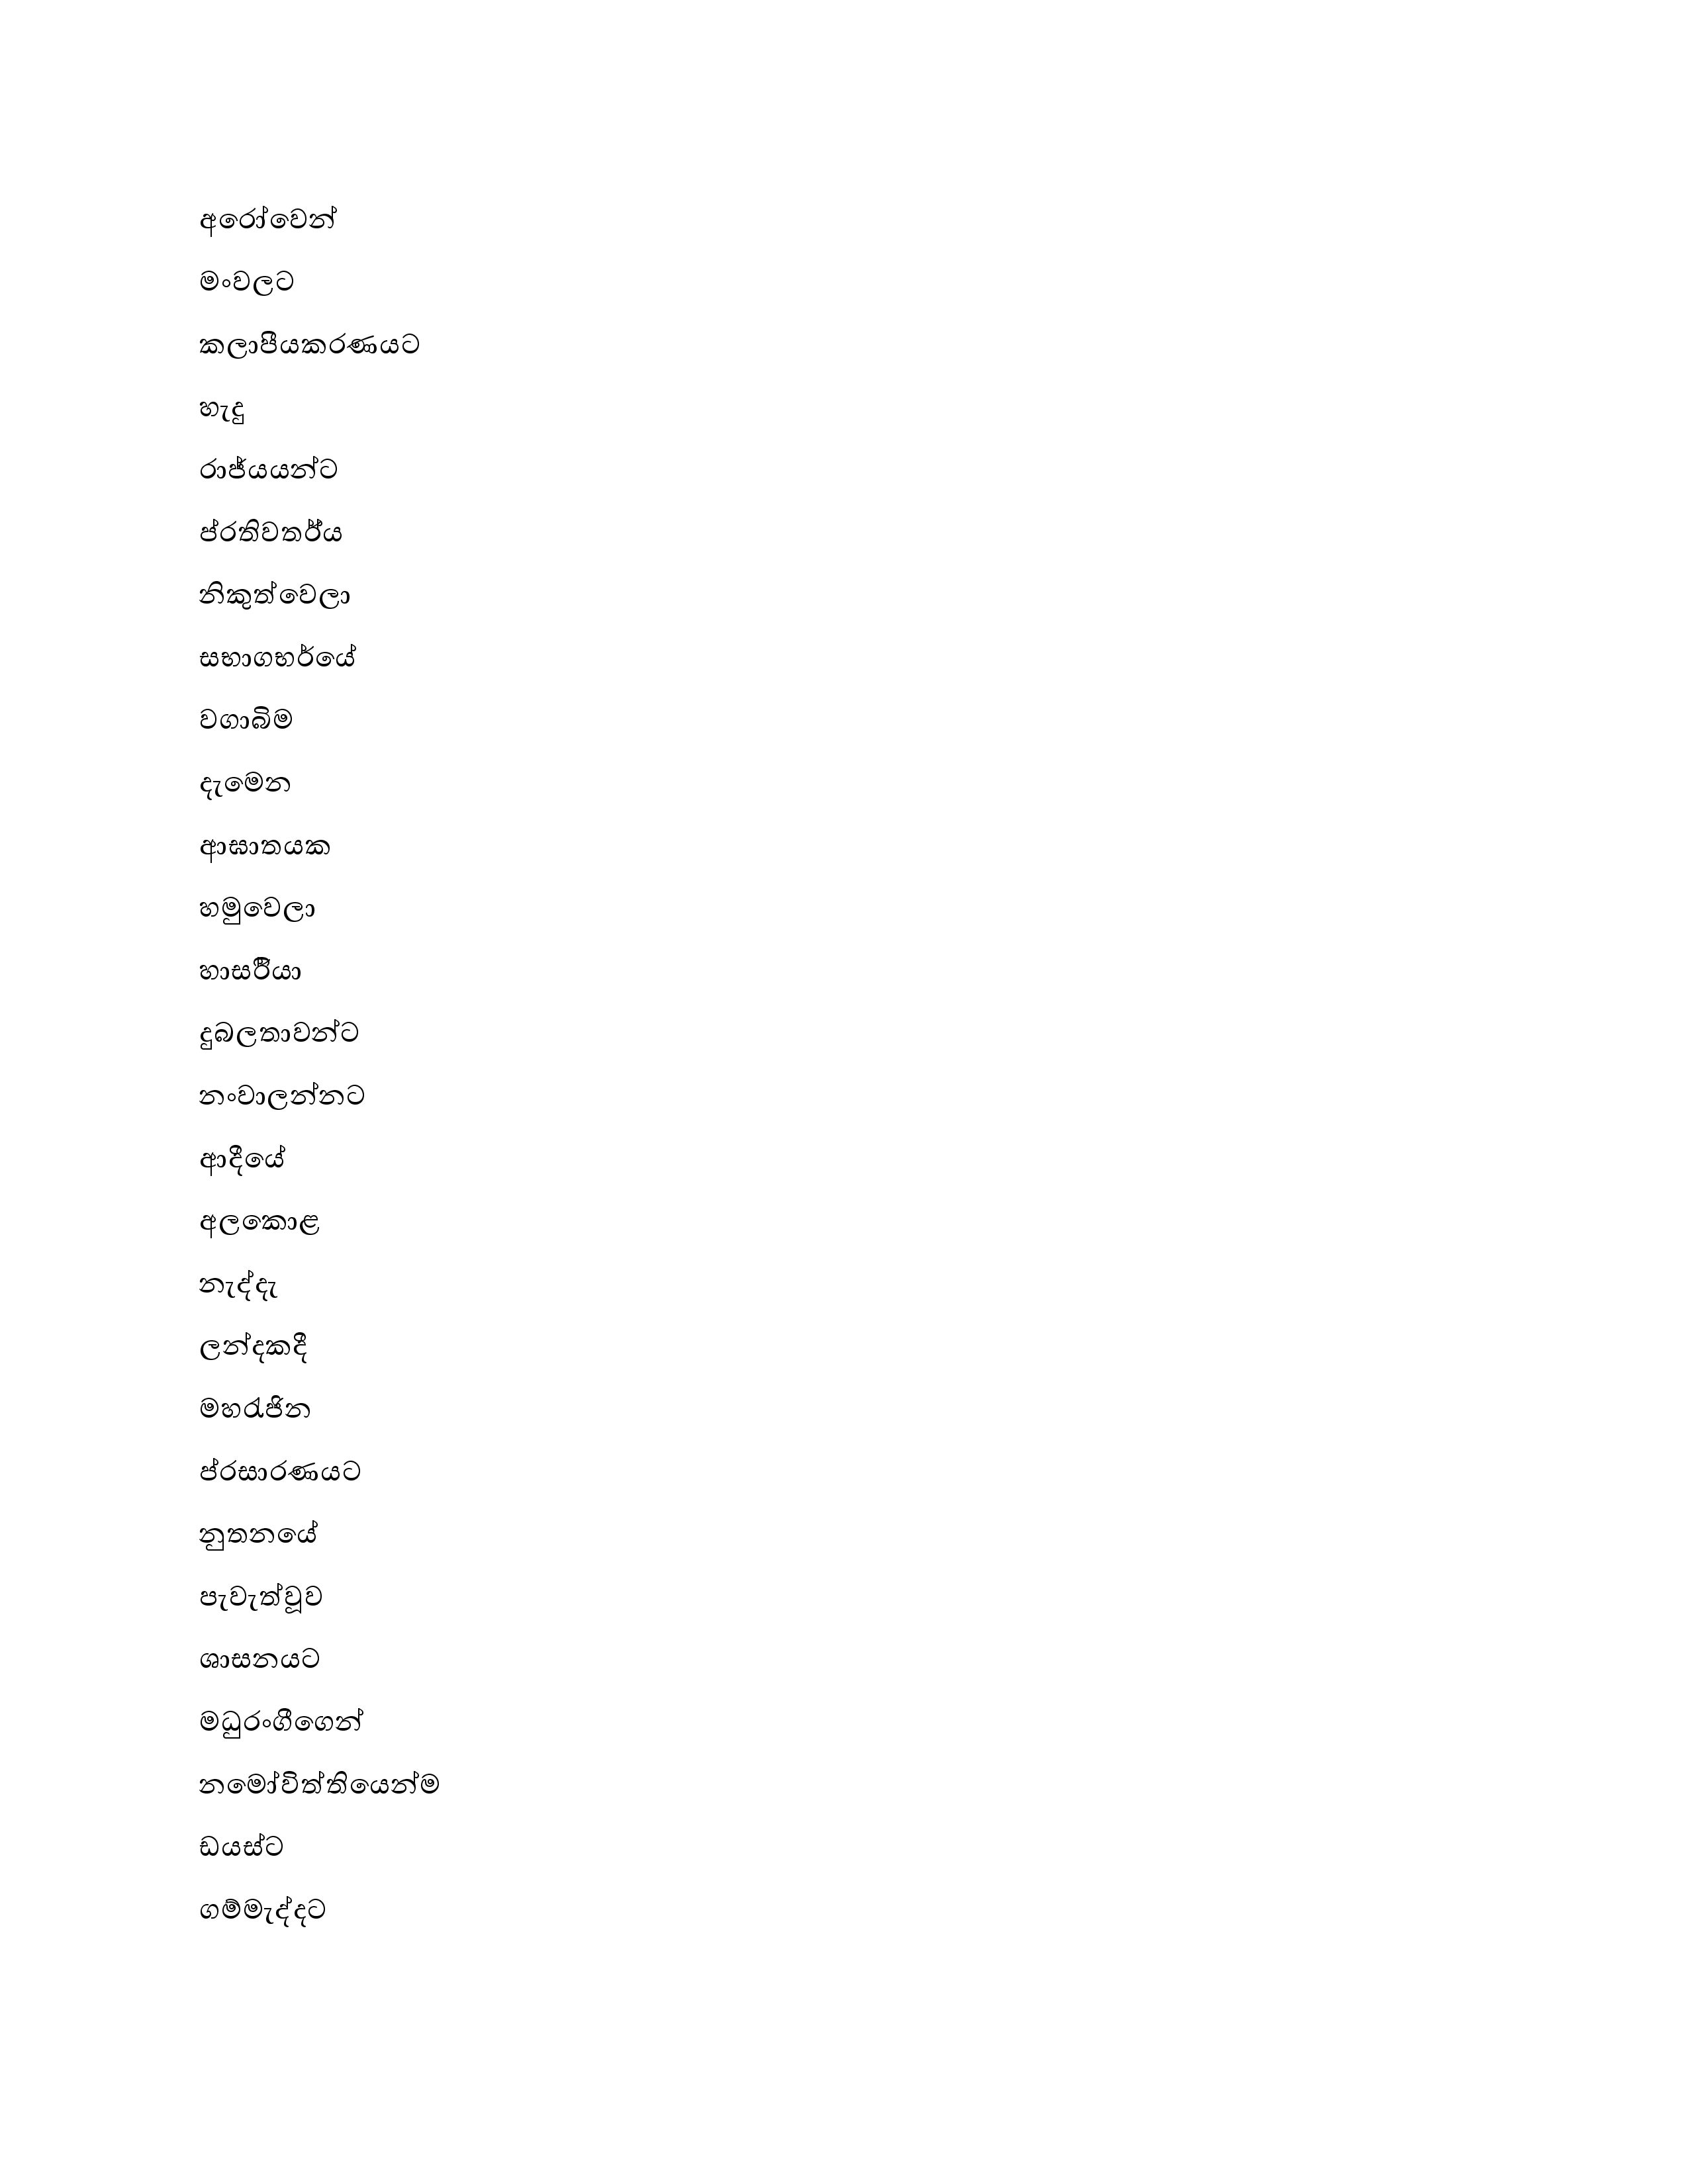 අරෝවෙන්
මංවලට
කලාපීයකරණයට
හැදු
රාජ්යයන්ට
ප්රතිවතර්ය
නිකුත්වෙලා
සභාගභර්යේ
වගාබිම
දැමෙන
ආඝාතයක
හමුවෙලා
හාසරීර්යා
දුබලතාවන්ට
නංවාලන්නට
ආදීයේ
අලකොළ
නැද්දැ
ලන්දකදී
මහරැජින
ප්රසාරණයට
නුතනයේ
පැවැත්වූව
ශාසනයට
මධුරංගීගෙන්
නමෝවිත්තියෙන්ම
ඩයස්ට
ගම්මැද්දට